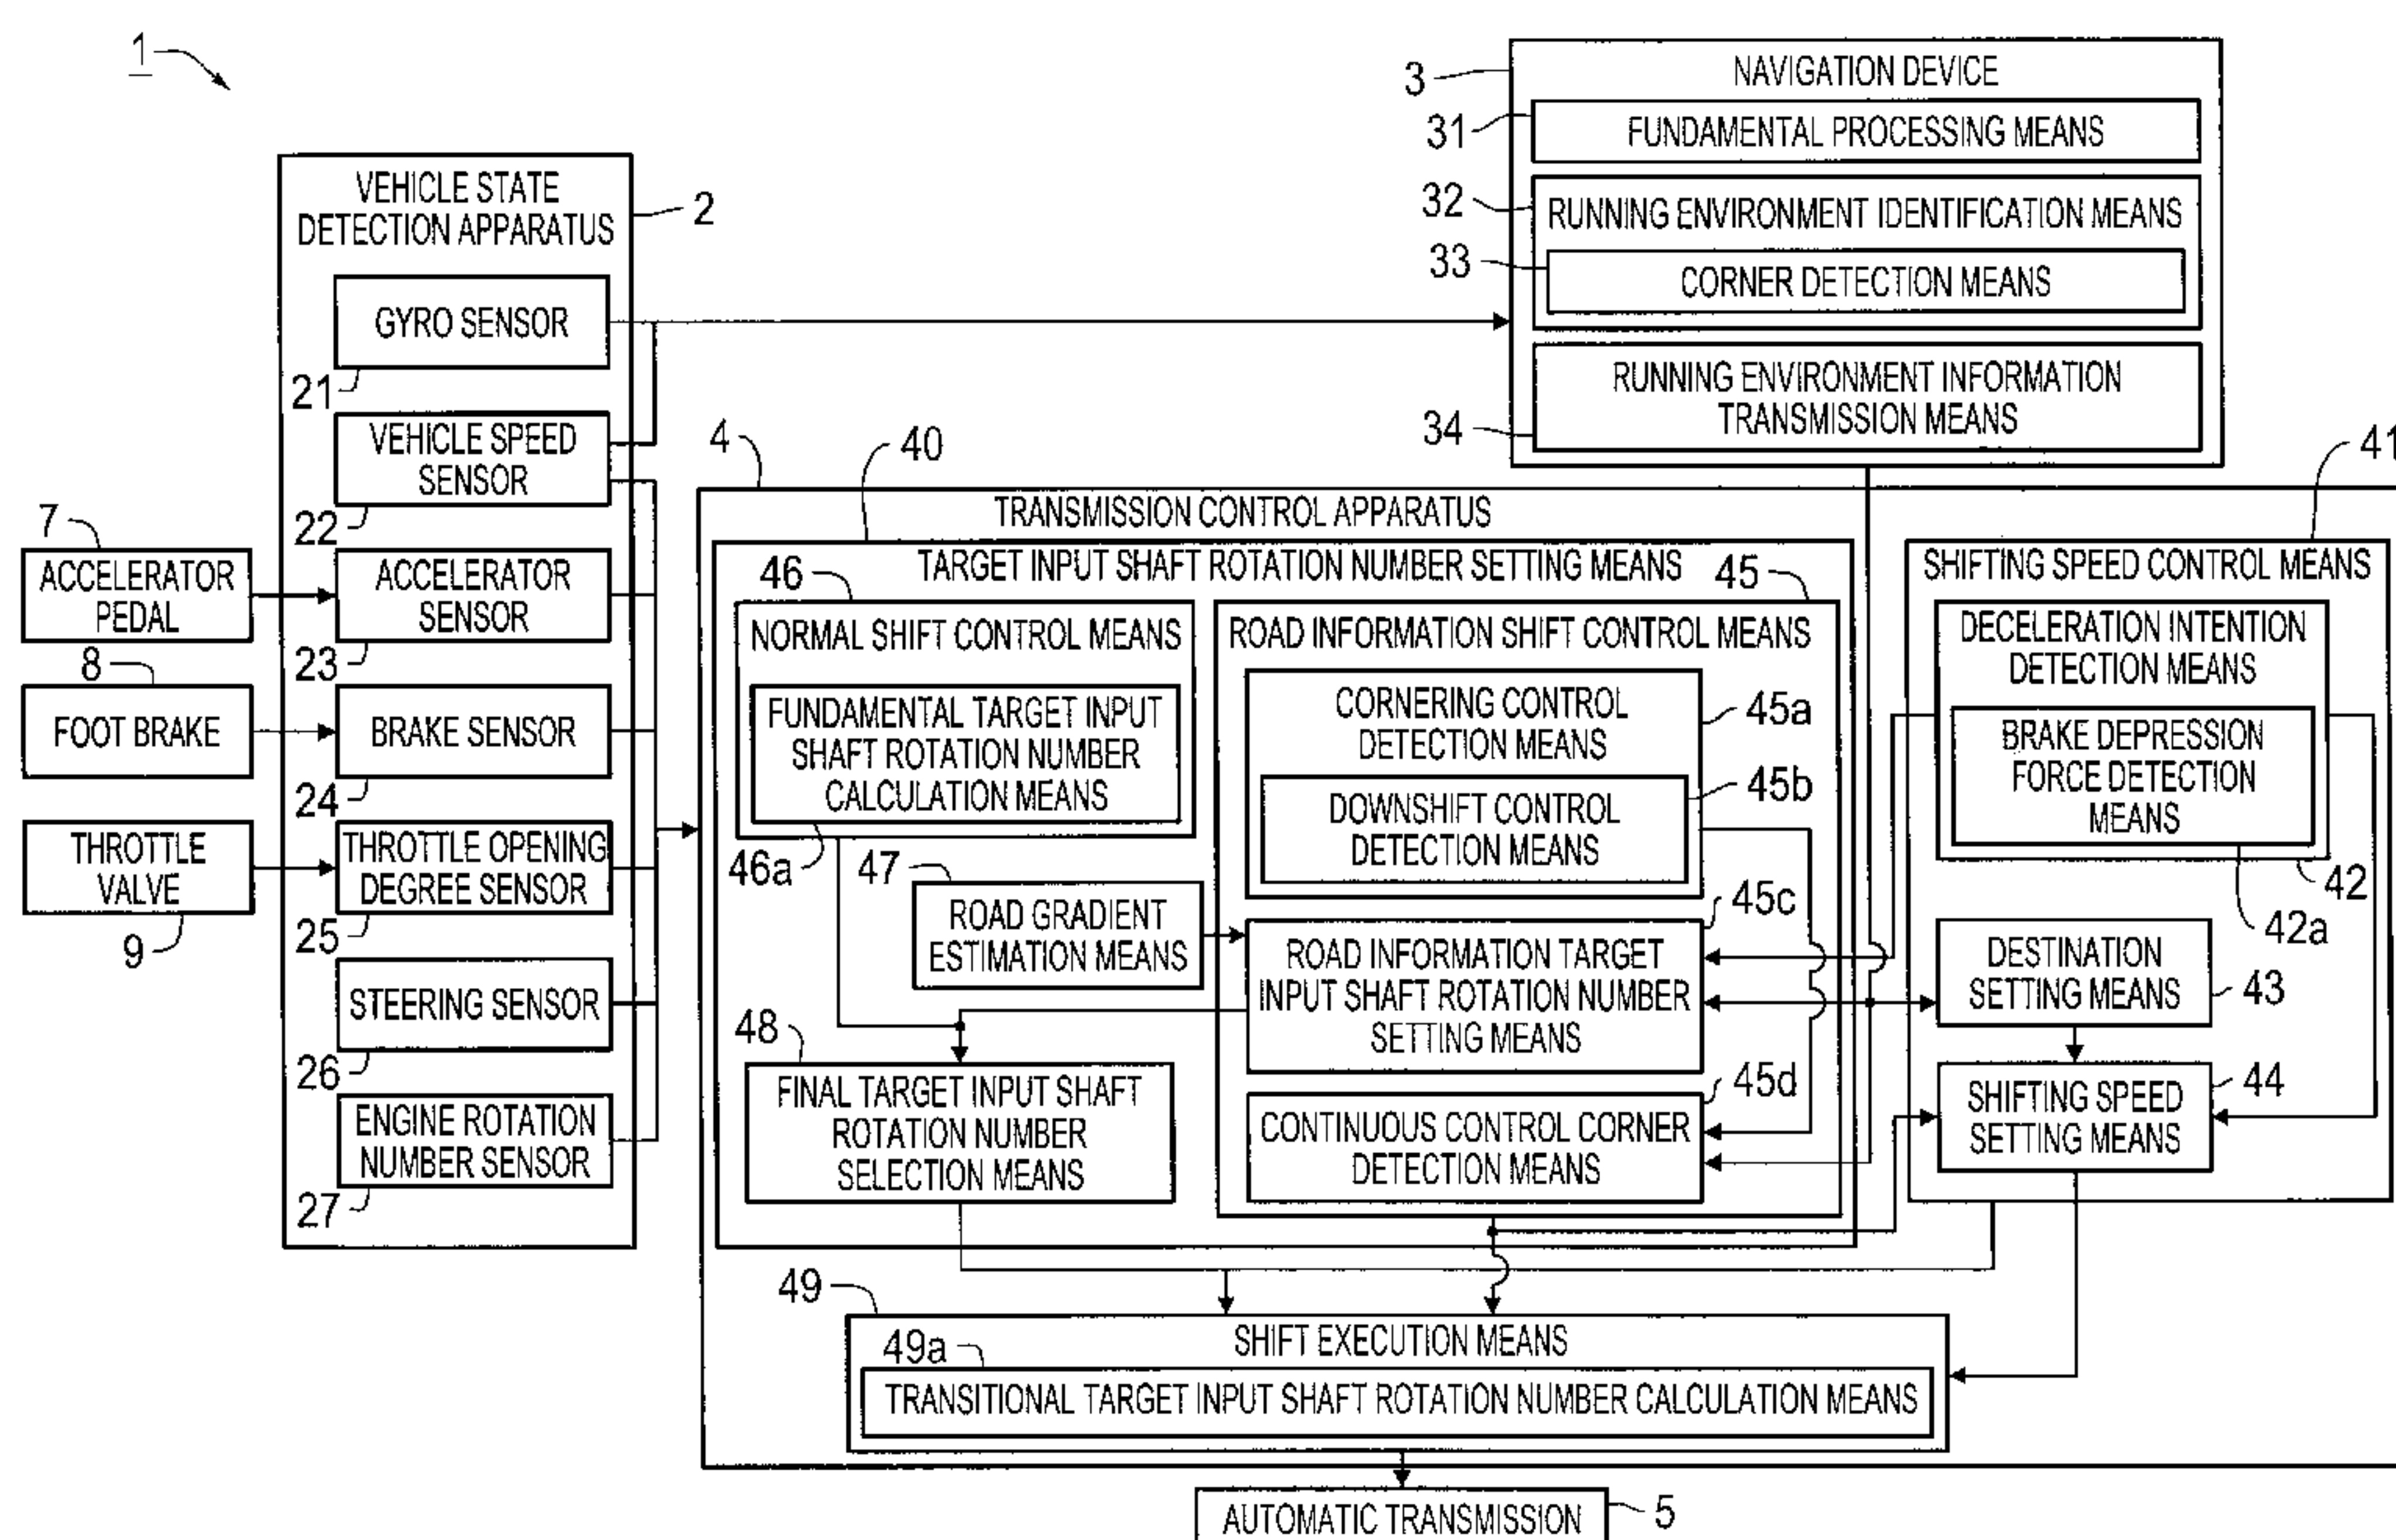 1
3
NAVIGATION DEVICE
31
FUNDAMENTAL PROCESSING MEANS
32
RUNNING ENVIRONMENT IDENTIFICATION MEANS
33
CORNER DETECTION MEANS
34
RUNNING ENVIRONMENT INFORMATION
TRANSMISSION MEANS
VEHICLE STATE
DETECTION APPARATUS
2
GYRO SENSOR
21
VEHICLE SPEED
SENSOR
22
7
ACCELERATOR
PEDAL
ACCELERATOR
SENSOR
23
8
FOOT BRAKE
BRAKE SENSOR
24
THROTTLE
VALVE
9
THROTTLE OPENING
DEGREE SENSOR
25
STEERING SENSOR
26
ENGINE ROTATION
NUMBER SENSOR
27
4
TRANSMISSION CONTROL APPARATUS
40
TARGET INPUT SHAFT ROTATION NUMBER SETTING MEANS
46
NORMAL SHIFT CONTROL MEANS
FUNDAMENTAL TARGET INPUT
SHAFT ROTATION NUMBER
CALCULATION MEANS
46a
47
ROAD GRADIENT
ESTIMATION MEANS
48
FINAL TARGET INPUT SHAFT
ROTATION NUMBER
SELECTION MEANS
45
ROAD INFORMATION SHIFT CONTROL MEANS
CORNERING CONTROL
DETECTION MEANS
45a
DOWNSHIFT CONTROL
DETECTION MEANS
45b
45c
ROAD INFORMATION TARGET
INPUT SHAFT ROTATION NUMBER
SETTING MEANS
45d
CONTINUOUS CONTROL CORNER
DETECTION MEANS
41
SHIFTING SPEED CONTROL MEANS
DECELERATION INTENTION
DETECTION MEANS
BRAKE DEPRESSION
FORCE DETECTION
MEANS
42
42a
DESTINATION
SETTING MEANS
43
SHIFTING SPEED
SETTING MEANS
44
49
SHIFT EXECUTION MEANS
49a
TRANSITIONAL TARGET INPUT SHAFT ROTATION NUMBER CALCULATION MEANS
AUTOMATIC TRANSMISSION
5